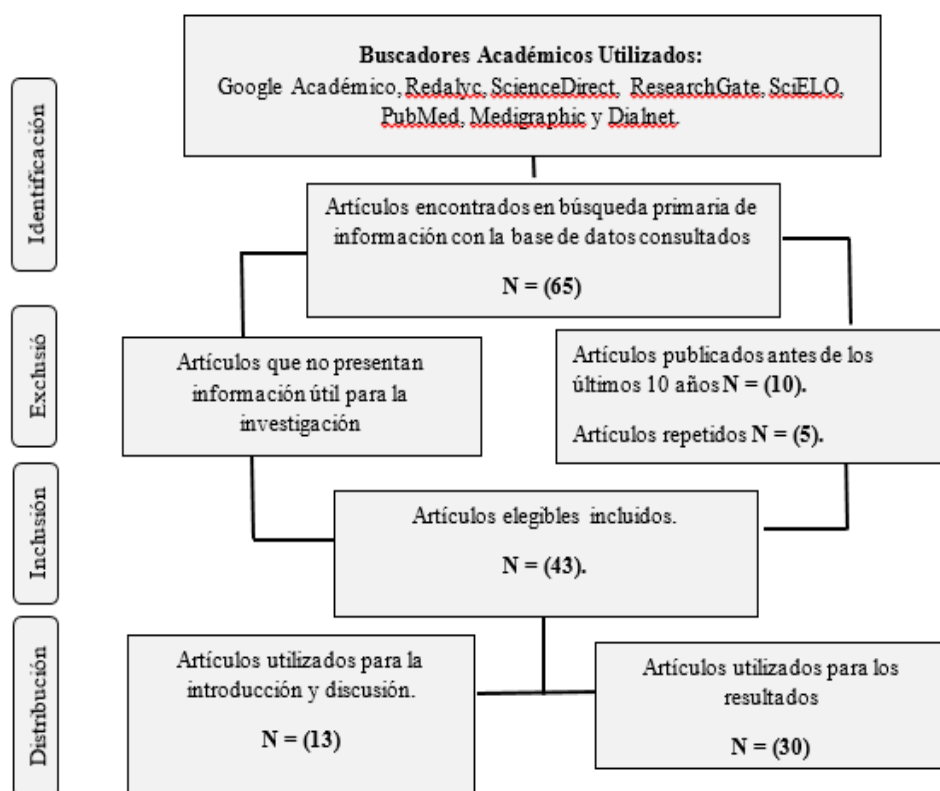 Buscadores Académicos Utilizados:
Google Académico, Redalyc, ScienceDirect, ResearchGate, SciELO,
PubMed, Medigraphic y Dialnet.
Identificación
Artículos encontrados en búsqueda primaria de
información con la base de datos consultados
N = (65)
Exclusió
Artículos que no presentan
información útil para la
investigación
Artículos publicados antes de los
últimos 10 años N = (10).
Artículos repetidos N = (5).
Inclusión
Artículos elegibles incluidos.
N = (43).
Distribución
Artículos utilizados para la
introducción y discusión.
N = (13)
Artículos utilizados para los
resultados
N = (30)